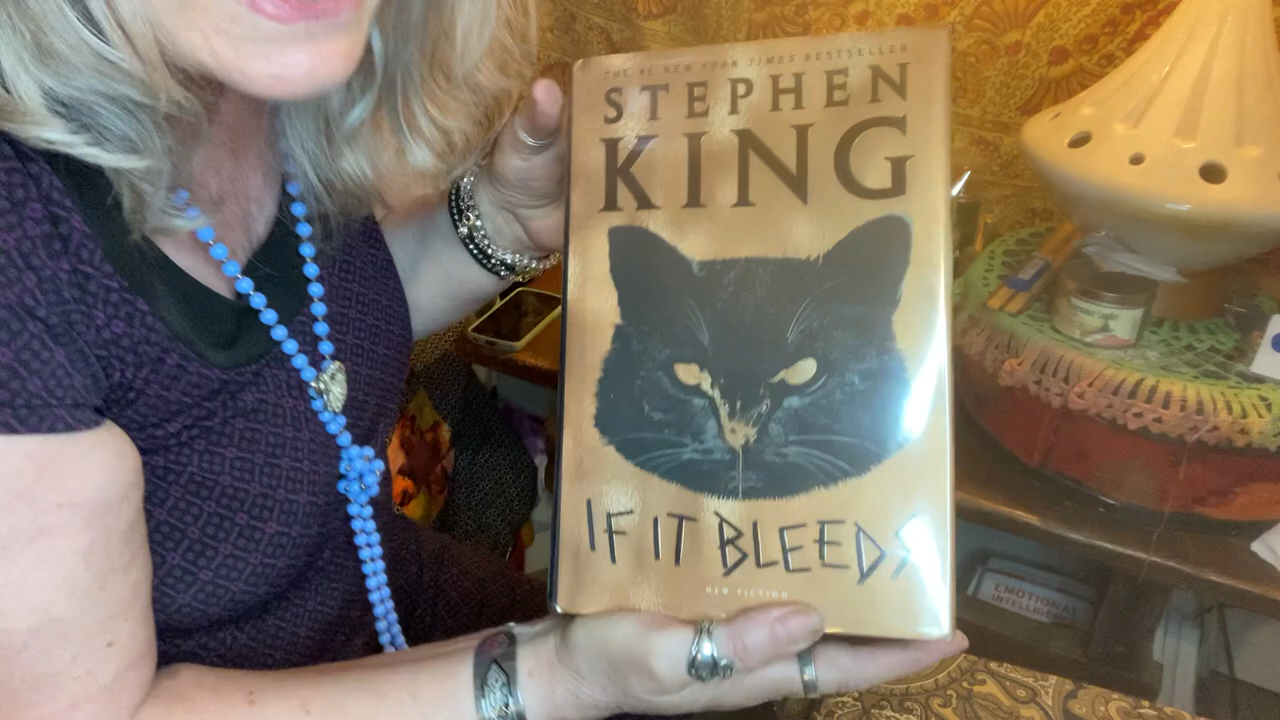 THE #1 NEW YORK TIMES BESTSELLER
STEPHEN
KING
IF IT BLEEDS
NEW FICTION
EMOTIONAL
INTELLIGENCE